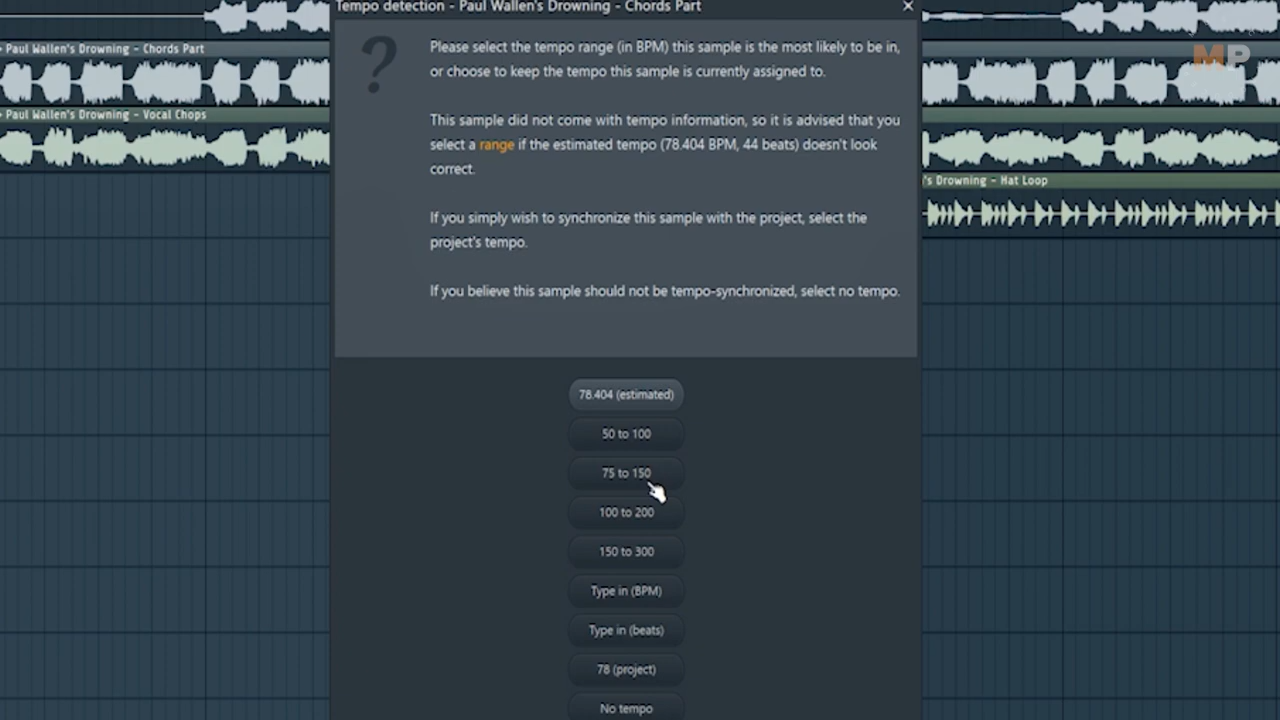 Tempo detection - Paul Wallen's Drowning - Chords Part
MP
Please select the tempo range (in BPM) this sample is the most likely to be in,
or choose to keep the tempo this sample is currently assigned to.
Paul Wallen's Drowning - Chords Part
This sample did not come with tempo information, so it is advised that you
select a range if the estimated tempo (78.404 BPM, 44 beats) doesn't look
correct.
Paul Wallen's Drowning - Vocal Chops
's Drowning - Hat Loop
If you simply wish to synchronize this sample with the project, select the
project's tempo.
If you believe this sample should not be tempo-synchronized, select no tempo.
78.404 (estimated)
50 to 100
75 to 150
100 to 200
150 to 300
Type in (BPM)
Type in (beats)
78 (project)
No tempo